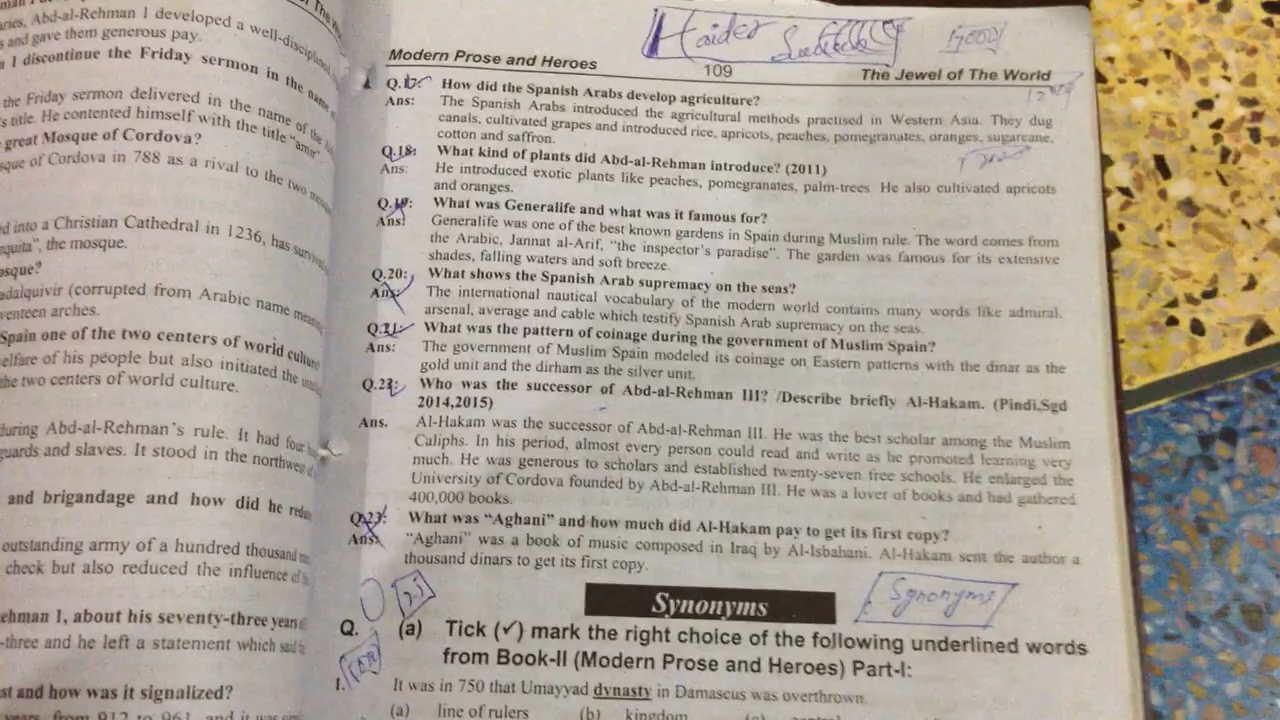 aries, Abd-al-Rehman I developed a well-disciplined
s and gave them generous pay.
I discontinue the Friday sermon in the name
the Friday sermon delivered in the name of the
s title. He contented himself with the title "amir"
great Mosque of Cordova?
sque of Cordova in 788 as a rival to the two
ed into a Christian Cathedral in 1236, has
zquita", the mosque.
osque?
adalquivir (corrupted from Arabic name
venteen arches.
Spain one of the two centers of world culture
elfare of his people but also initiated the
the two centers of world culture.
during Abd-al-Rehman's rule. It had four
guards and slaves. It stood in the northwest
and brigandage and how did he
outstanding army of a hundred thousand
check but also reduced the influence of
ehman 1, about his seventy-three years
-three and he left a statement which said
st and how was it signalized?
years, from 912 to 961, and it was
Haider
Modern Prose and Heroes
109
The Jewel of The World
Q.17: How did the Spanish Arabs develop agriculture?
Ans: The Spanish Arabs introduced the agricultural methods practised in Western Asia. They dug
canals, cultivated grapes and introduced rice, apricots, peaches, pomegranates, oranges, sugarcane,
cotton and saffron.
Q.18: What kind of plants did Abd-al-Rehman introduce? (2011)
Ans: He introduced exotic plants like peaches, pomegranates, palm-trees. He also cultivated apricots
and oranges.
Q.19: What was Generalife and what was it famous for?
Ans: Generalife was one of the best known gardens in Spain during Muslim rule. The word comes from
the Arabic, Jannat al-Arif, "the inspector's paradise". The garden was famous for its extensive
shades, falling waters and soft breeze.
Q.20: What shows the Spanish Arab supremacy on the seas?
Ans: The international nautical vocabulary of the modern world contains many words like admiral,
arsenal, average and cable which testify Spanish Arab supremacy on the seas.
Q.21: What was the pattern of coinage during the government of Muslim Spain?
Ans: The government of Muslim Spain modeled its coinage on Eastern patterns with the dinar as the
gold unit and the dirham as the silver unit.
Q.22: Who was the successor of Abd-al-Rehman III? /Describe briefly Al-Hakam. (Pindi,Sgd
2014,2015)
Ans. Al-Hakam was the successor of Abd-al-Rehman III. He was the best scholar among the Muslim
Caliphs. In his period, almost every person could read and write as he promoted learning very
much. He was generous to scholars and established twenty-seven free schools. He enlarged the
University of Cordova founded by Abd-al-Rehman III. He was a lover of books and had gathered
400,000 books.
Q.23: What was "Aghani" and how much did Al-Hakam pay to get its first copy?
Ans: "Aghani" was a book of music composed in Iraq by Al-Isbahani. Al-Hakam sent the author a
thousand dinars to get its first copy.
Synonyms
Synonyms
Q. (a) Tick (✓) mark the right choice of the following underlined words
from Book-II (Modern Prose and Heroes) Part-I:
1. It was in 750 that Umayyad dynasty in Damascus was overthrown.
(a) line of rulers (b) kingdom (c)